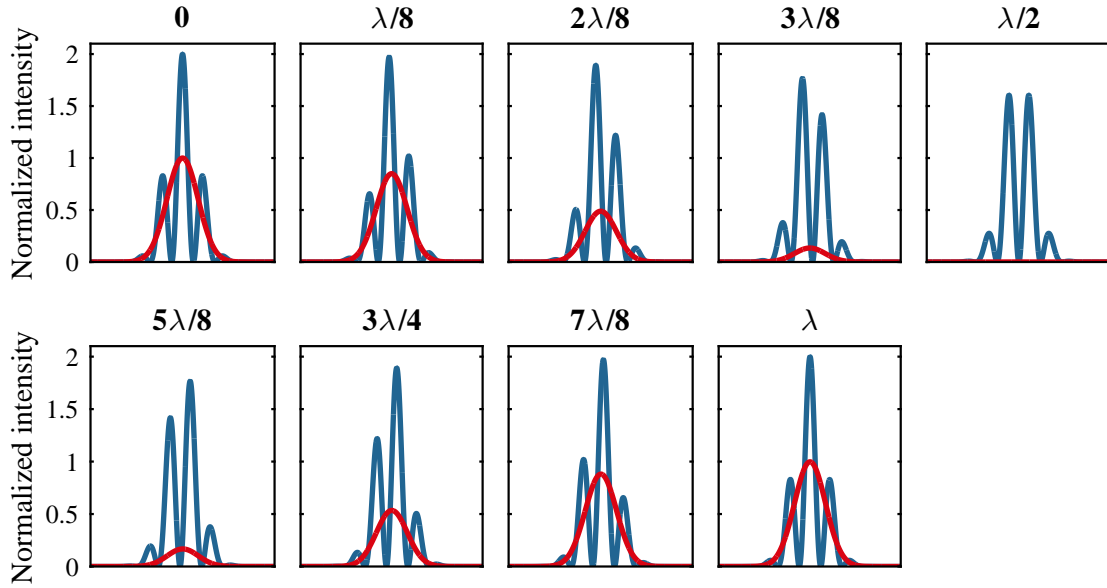 0 λ/8 2λ/8 3λ/8 λ/2
Normalized intensity
2
1.5
1
0.5
0
5λ/8 3λ/4 7λ/8 λ
Normalized intensity
2
1.5
1
0.5
0